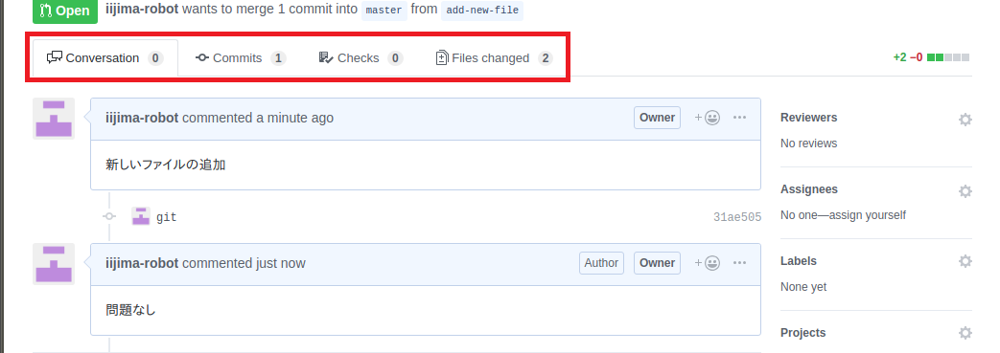 Open iijima-robot wants to merge 1 commit into master from add-new-file
Conversation 0 Commits 1 Checks 0 Files changed 2 +2 −0
iijima-robot commented a minute ago Owner
新しいファイルの追加
git 31ae505
iijima-robot commented just now Author Owner
問題なし
Reviewers
No reviews
Assignees
No one—assign yourself
Labels
None yet
Projects